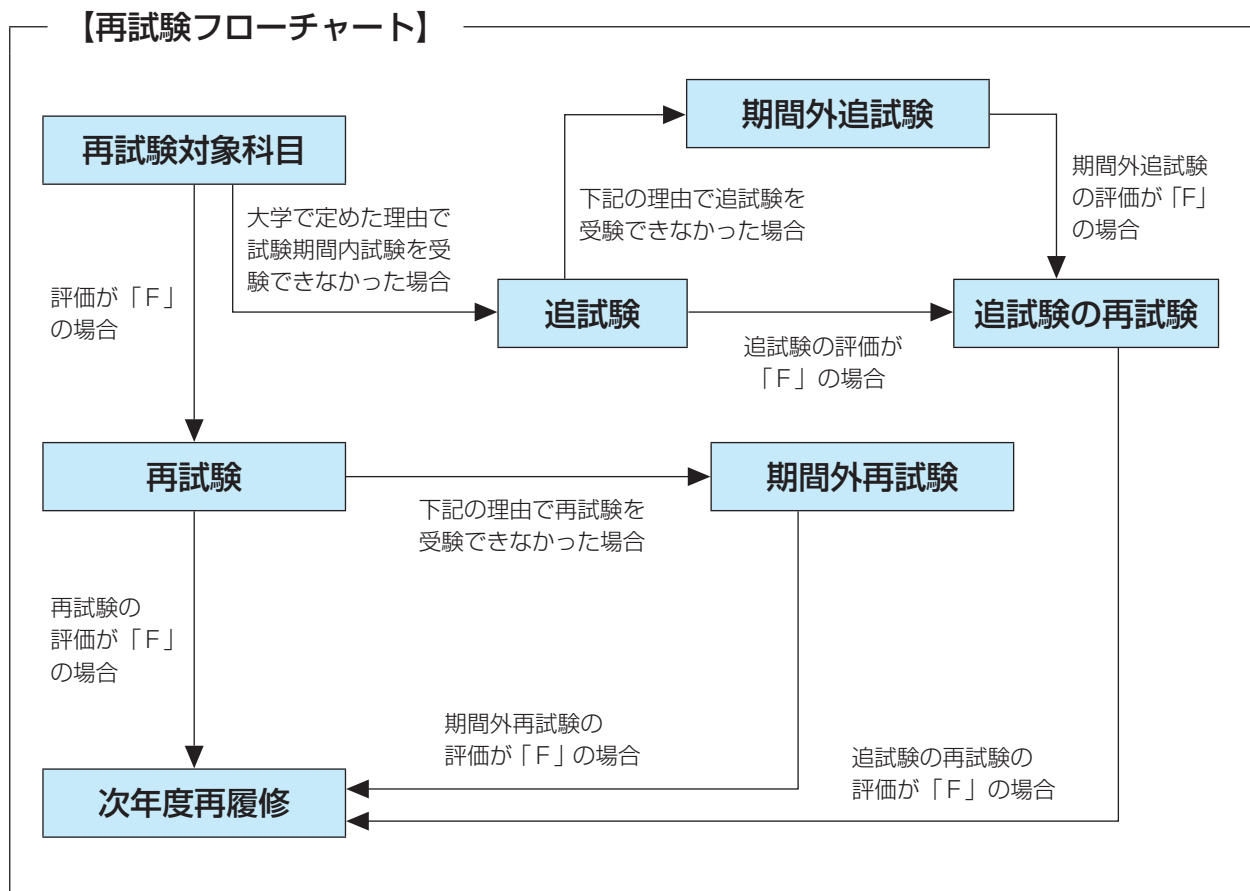 【再試験フローチャート】
期間外追試験
再試験対象科目
大学で定めた理由で
試験期間内試験を受
験できなかった場合
下記の理由で追試験を
受験できなかった場合
期間外追試験
の評価が「F」
の場合
評価が「F」
の場合
追試験
追試験の再試験
追試験の評価が
「F」の場合
再試験
期間外再試験
下記の理由で再試験を
受験できなかった場合
再試験の
評価が「F」
の場合
期間外再試験の
評価が「F」の場合
追試験の再試験の
評価が「F」の場合
次年度再履修